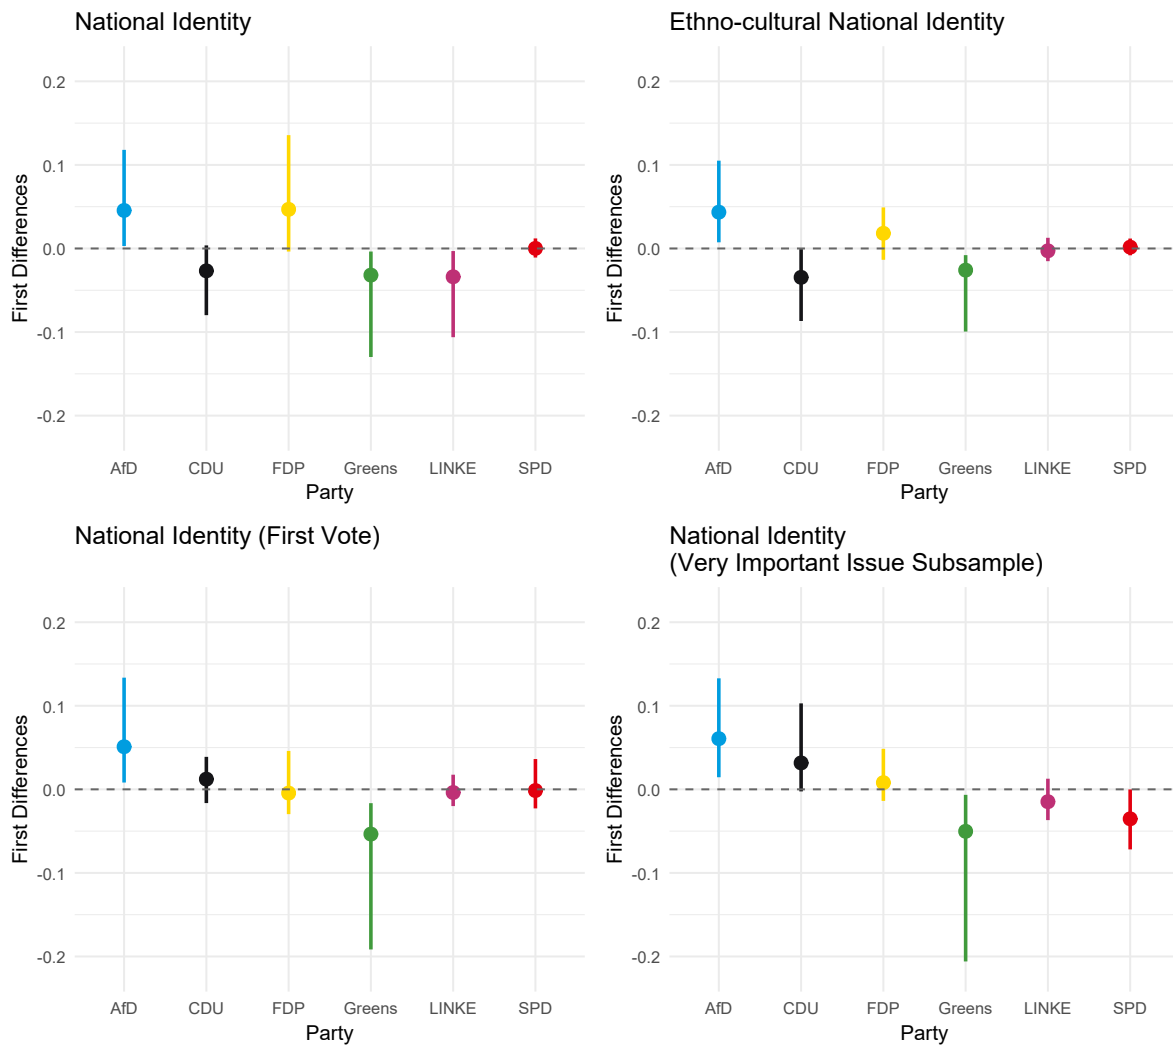 National Identity
First Differences
0.2
0.1
0.0
-0.1
-0.2
AfD CDU FDP Greens LINKE SPD
Party
Ethno-cultural National Identity
First Differences
0.2
0.1
0.0
-0.1
-0.2
AfD CDU FDP Greens LINKE SPD
Party
National Identity (First Vote)
First Differences
0.2
0.1
0.0
-0.1
-0.2
AfD CDU FDP Greens LINKE SPD
Party
National Identity
(Very Important Issue Subsample)
First Differences
0.2
0.1
0.0
-0.1
-0.2
AfD CDU FDP Greens LINKE SPD
Party